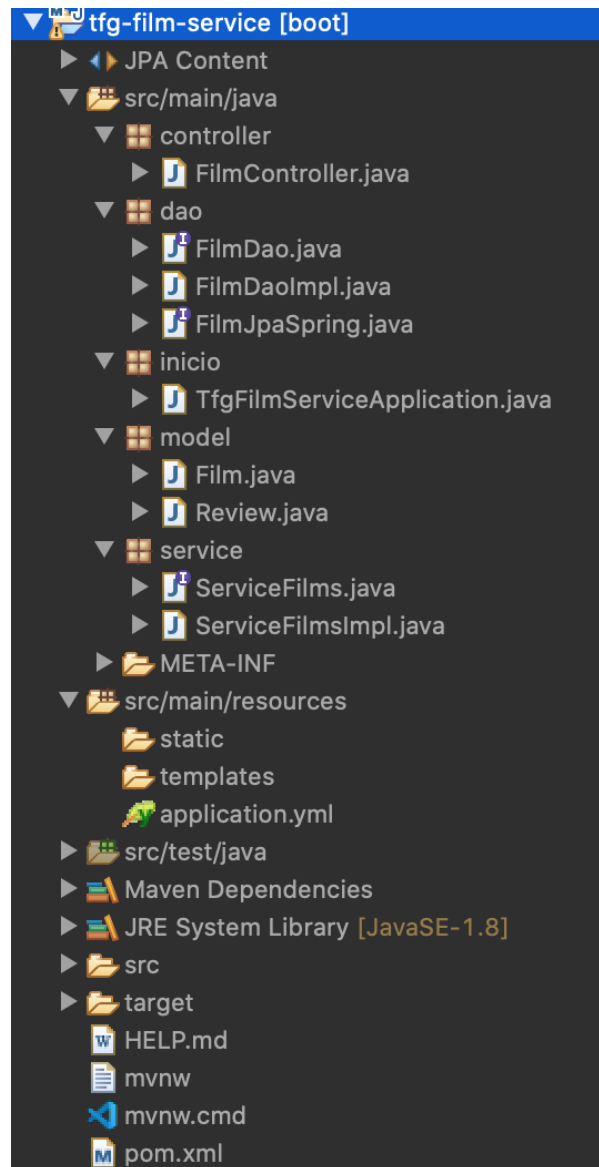 tfg-film-service [boot]
JPA Content
src/main/java
controller
FilmController.java
dao
FilmDao.java
FilmDaoImpl.java
FilmJpaSpring.java
inicio
TfgFilmServiceApplication.java
model
Film.java
Review.java
service
ServiceFilms.java
ServiceFilmsImpl.java
META-INF
src/main/resources
static
templates
application.yml
src/test/java
Maven Dependencies
JRE System Library [JavaSE-1.8]
src
target
HELP.md
mvnw
mvnw.cmd
pom.xml